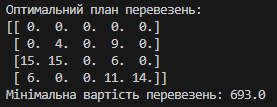 Оптимальний план перевезень:
[[ 0.  0.  0.  0.  0.]
 [ 0.  4.  0.  9.  0.]
 [15. 15.  0.  6.  0.]
 [ 6.  0.  0. 11. 14.]]
Мінімальна вартість перевезень: 693.0